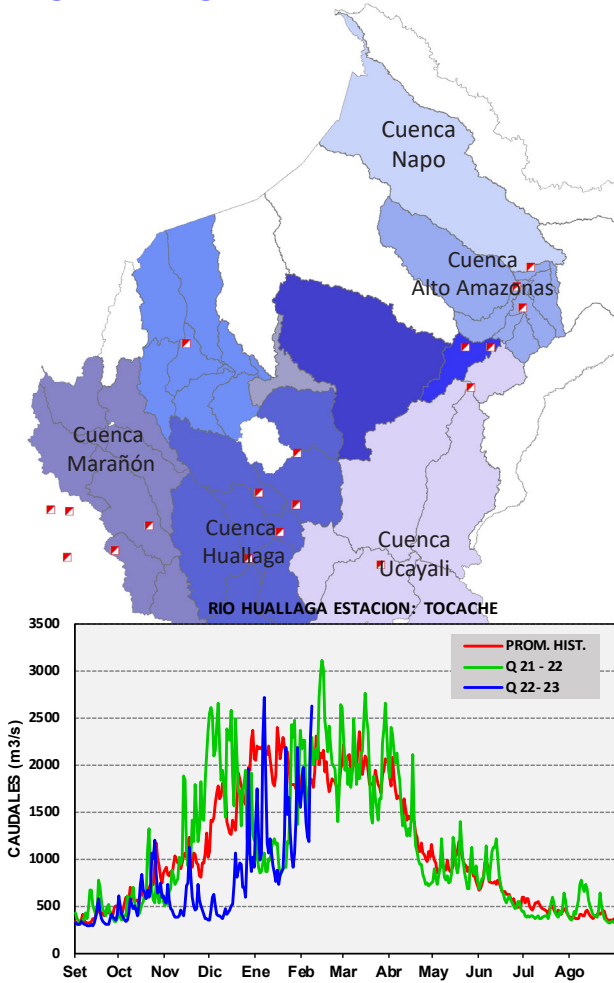 Cuenca
Napo
Cuenca
Alto Amazonas
Cuenca
Marañón
Cuenca
Huallaga
Cuenca
Ucayali
RIO HUALLAGA ESTACION: TOCACHE
CAUDALES (m3/s)
3500
3000
2500
2000
1500
1000
500
0
PROM. HIST.
Q 21 - 22
Q 22- 23
Set Oct Nov Dic Ene Feb Mar Abr May Jun Jul Ago